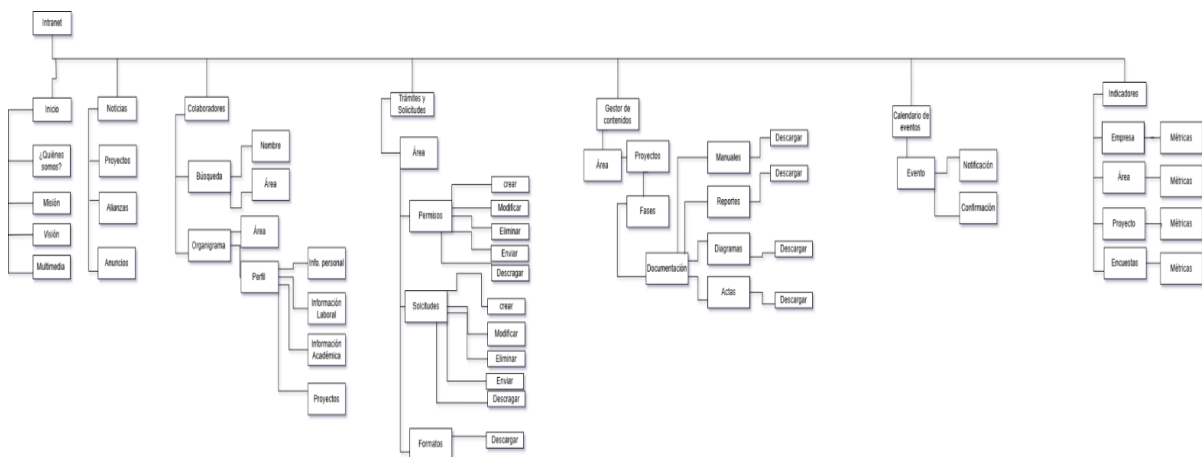 Intranet
Inicio
¿Quiénes
somos?
Misión
Visión
Multimedia
Noticias
Proyectos
Alianzas
Anuncios
Colaboradores
Búsqueda
Nombre
Área
Organigrama
Área
Perfil
Info. personal
Información
Laboral
Información
Académica
Proyectos
Trámites y
Solicitudes
Área
Permisos
crear
Modificar
Eliminar
Enviar
Descragar
Solcitudes
crear
Modificar
Eliminar
Enviar
Descragar
Formatos
Descargar
Gestor de
contenidos
Área
Proyectos
Fases
Documentación
Manuales
Descargar
Reportes
Descargar
Diagramas
Descargar
Actas
Descargar
Calendario de
eventos
Evento
Notificación
Confirmación
Indicadores
Empresa
Métricas
Área
Métricas
Proyecto
Métricas
Encuestas
Métricas